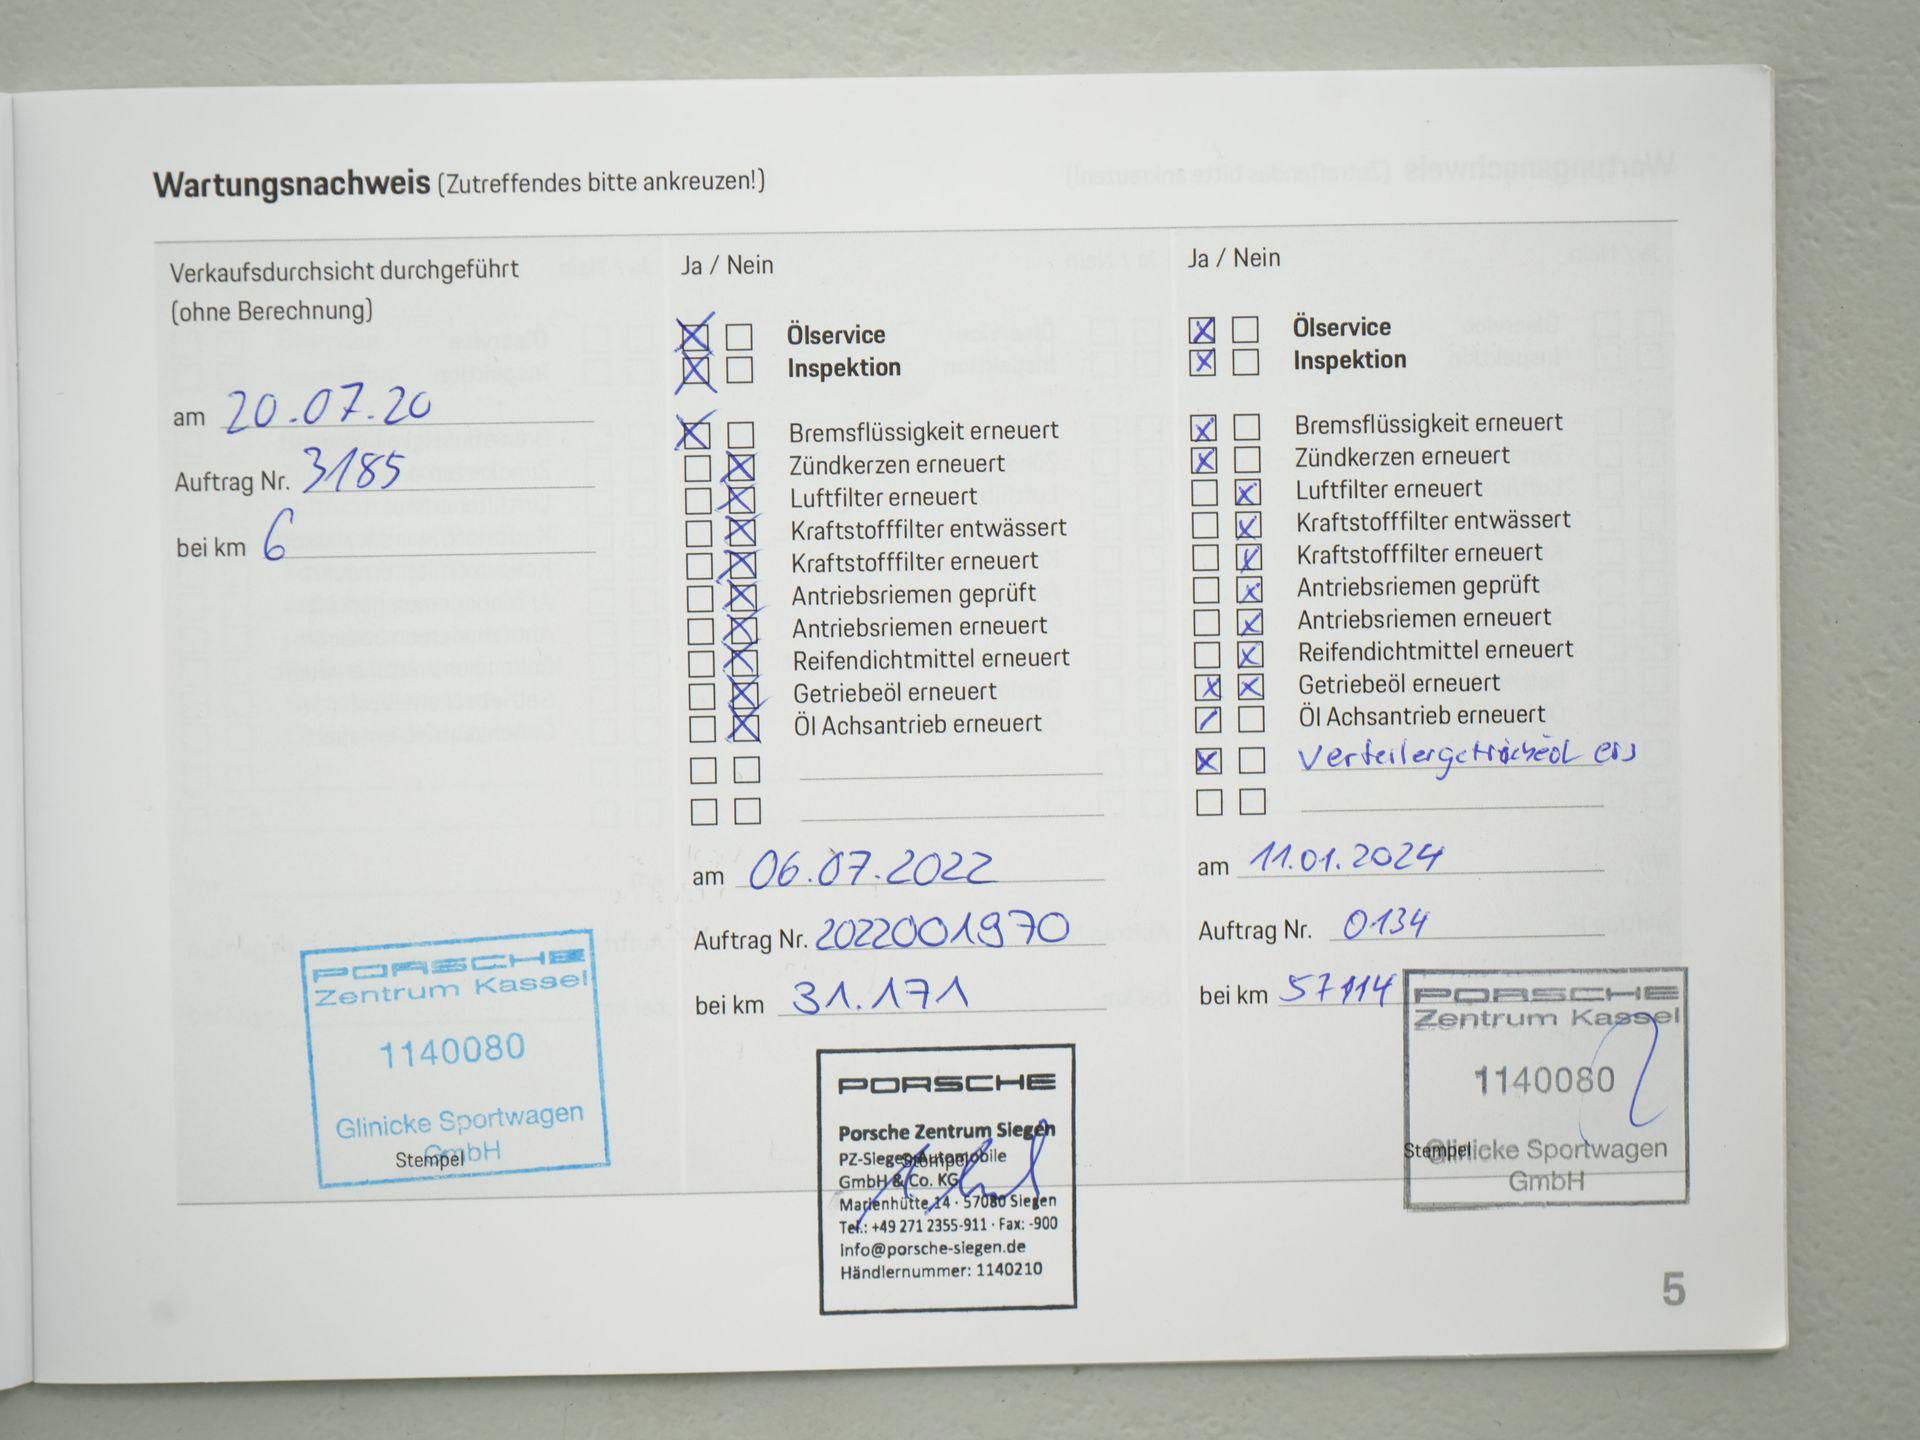 Wartungsnachweis (Zutreffendes bitte ankreuzen!)
Verkaufsdurchsicht durchgeführt
(ohne Berechnung)
am 20.07.20
Auftrag Nr. 3185
bei km 6
PORSCHE
Zentrum Kassel
1140080
Glinicke Sportwagen
GmbH
Stempel
Ja / Nein
Ölservice
Inspektion
Bremsflüssigkeit erneuert
Zündkerzen erneuert
Luftfilter erneuert
Kraftstofffilter entwässert
Kraftstofffilter erneuert
Antriebsriemen geprüft
Antriebsriemen erneuert
Reifendichtmittel erneuert
Getriebeöl erneuert
Öl Achsantrieb erneuert
am 06.07.2022
Auftrag Nr. 2022001970
bei km 31.171
PORSCHE
Porsche Zentrum Siegen
PZ-Siegen Automobile
Stempel
GmbH & Co. KG
Marienhütte 14 · 57080 Siegen
Tel.: +49 271 2355-911 · Fax: -900
info@porsche-siegen.de
Händlernummer: 1140210
Ja / Nein
Ölservice
Inspektion
Bremsflüssigkeit erneuert
Zündkerzen erneuert
Luftfilter erneuert
Kraftstofffilter entwässert
Kraftstofffilter erneuert
Antriebsriemen geprüft
Antriebsriemen erneuert
Reifendichtmittel erneuert
Getriebeöl erneuert
Öl Achsantrieb erneuert
Verteilergetriebeöl
am 11.01.2024
Auftrag Nr. 0134
bei km 57114
PORSCHE
Zentrum Kassel
1140080
Stempel
Glinicke Sportwagen
GmbH
5